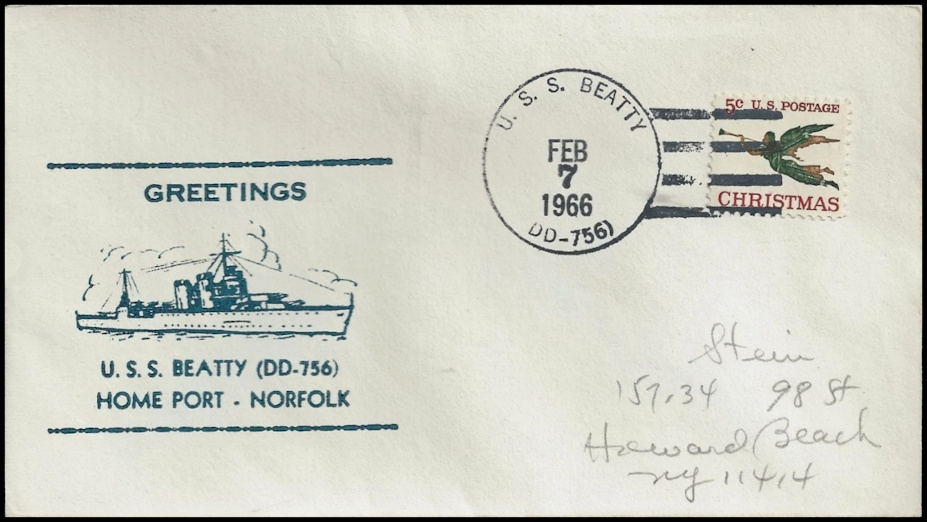 U. S. S. BEATTY
FEB
7
1966
DD-756)
5c U.S. POSTAGE
CHRISTMAS
GREETINGS
U. S. S. BEATTY (DD-756)
HOME PORT - NORFOLK
Stein
157.34 98 St
Howard Beach
NY 11414